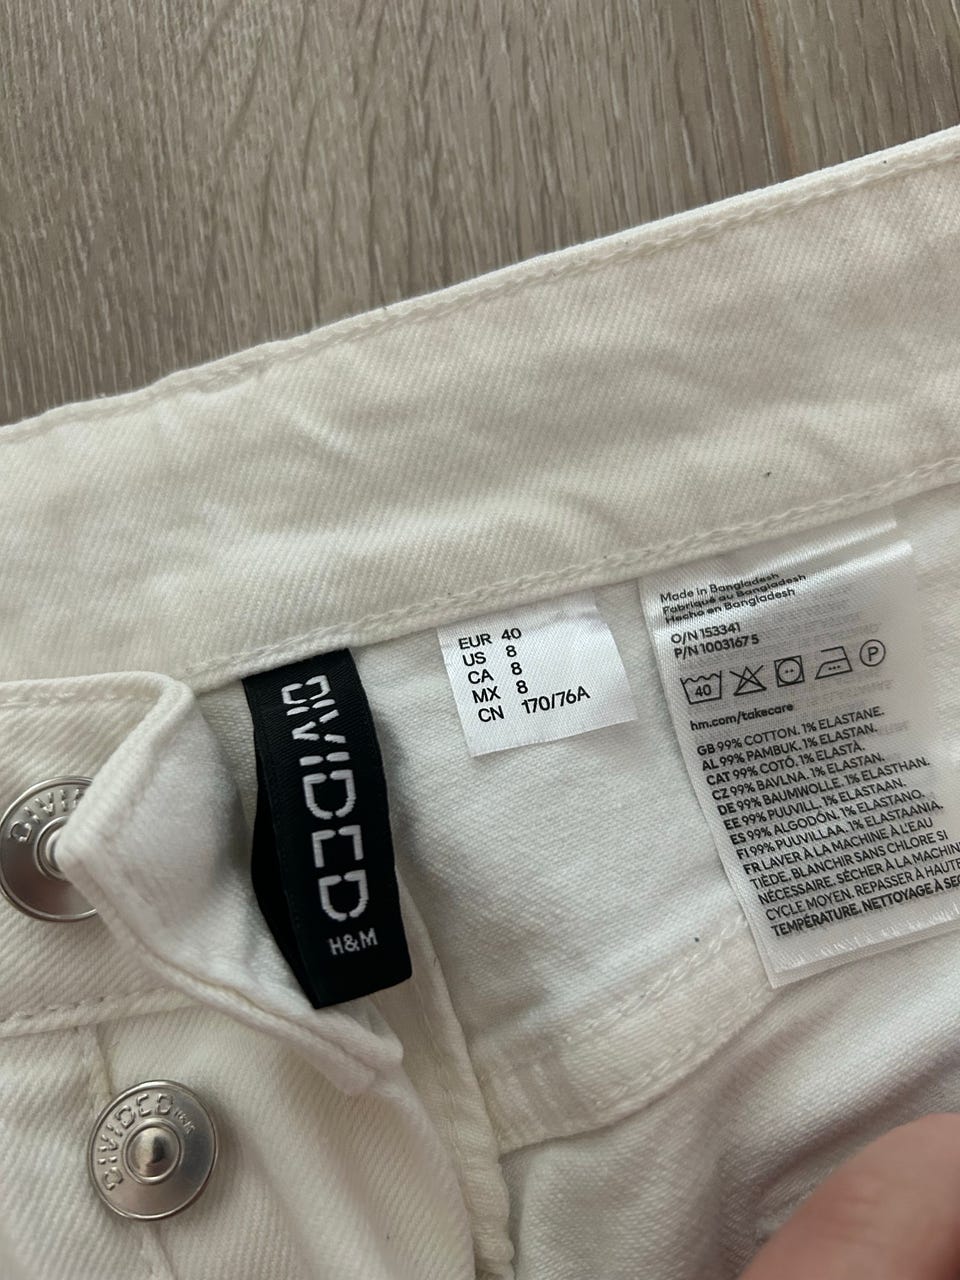 DIVIDED
DIVIDED
DIVIDED
H&M
EUR 40
US 8
CA 8
MX 8
CN 170/76A
Made in Bangladesh
Fabriqué au Bangladesh
Hecho en Bangladesh
O/N 153341
P/N 10031675
40
P
hm.com/takecare
GB 99% COTTON. 1% ELASTANE.
AL 99% PAMBUK. 1% ELASTAN.
CAT 99% COTÓ. 1% ELASTÀ.
CZ 99% BAVLNA. 1% ELASTAN.
DE 99% BAUMWOLLE. 1% ELASTHAN.
EE 99% PUUVILL, 1% ELASTAAN.
ES 99% ALGODÓN. 1% ELASTANO.
FI 99% PUUVILLAA. 1% ELASTAANIA.
FR LAVER À LA MACHINE À L'EAU
TIÈDE, BLANCHIR SANS CHLORE SI
NÉCESSAIRE. SÉCHER À LA MACHIN
CYCLE MOYEN. REPASSER À HAUTE
TEMPÉRATURE. NETTOYAGE À SEC